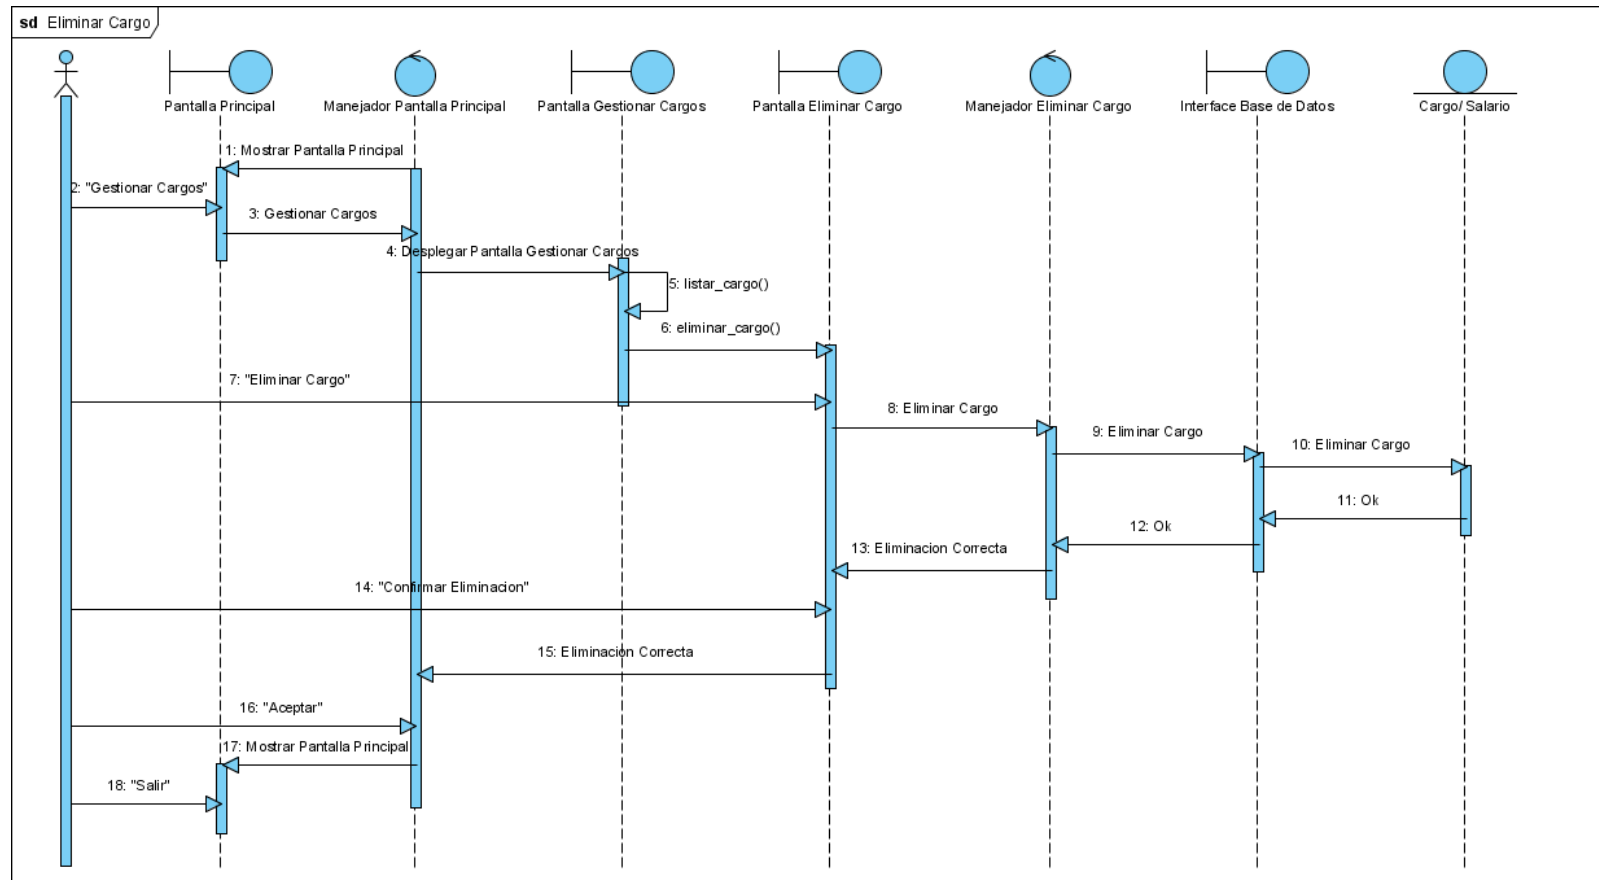 sd Eliminar Cargo
Pantalla Principal
Manejador Pantalla Principal
Pantalla Gestionar Cargos
Pantalla Eliminar Cargo
Manejador Eliminar Cargo
Interface Base de Datos
Cargo/ Salario
1: Mostrar Pantalla Principal
2: "Gestionar Cargos"
3: Gestionar Cargos
4: Desplegar Pantalla Gestionar Cargos
5: listar_cargo()
6: eliminar_cargo()
7: "Eliminar Cargo"
8: Eliminar Cargo
9: Eliminar Cargo
10: Eliminar Cargo
11: Ok
12: Ok
13: Eliminacion Correcta
14: "Confirmar Eliminacion"
15: Eliminacion Correcta
16: "Aceptar"
17: Mostrar Pantalla Principal
18: "Salir"